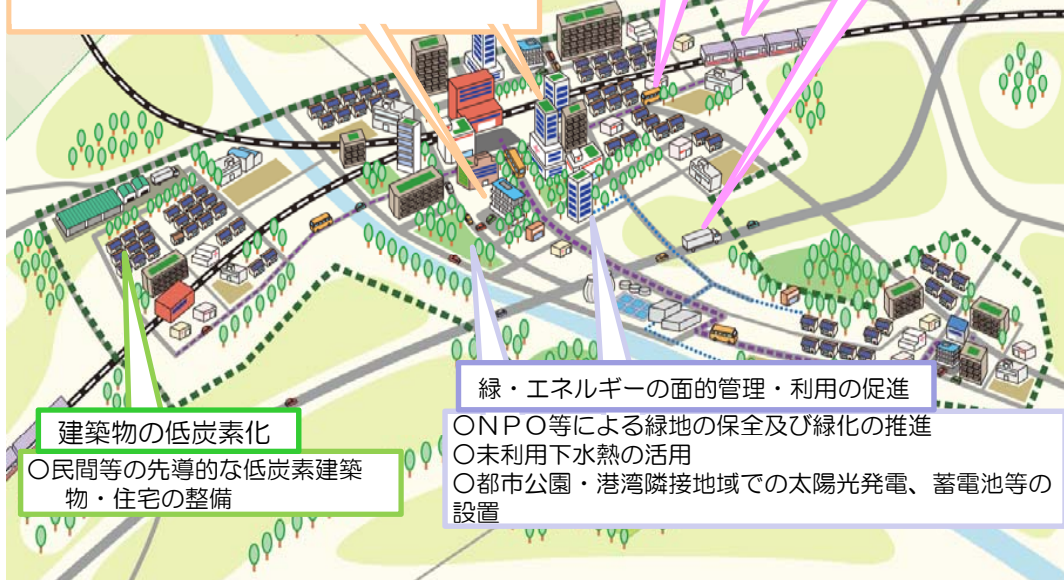 緑・エネルギーの面的管理・利用の促進
○NPO等による緑地の保全及び緑化の推進
○未利用下水熱の活用
○都市公園・港湾隣接地域での太陽光発電、蓄電池等の
設置
建築物の低炭素化
○民間等の先導的な低炭素建築
物・住宅の整備